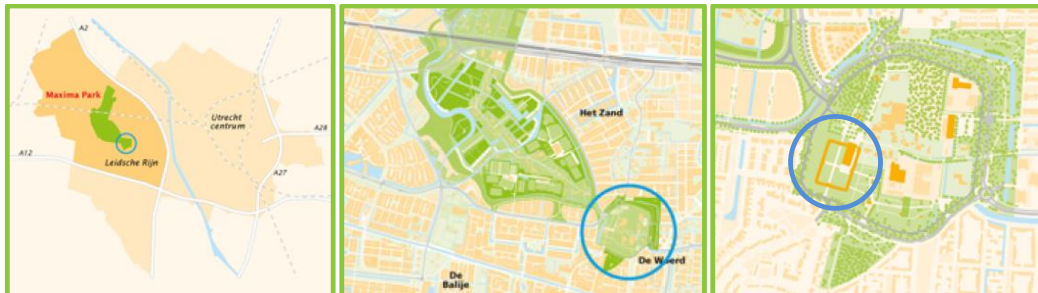 A2
Maxima Park
Utrecht
centrum
A28
A12
Leidsche Rijn
A27
Het Zand
De Woerd
De
Balije